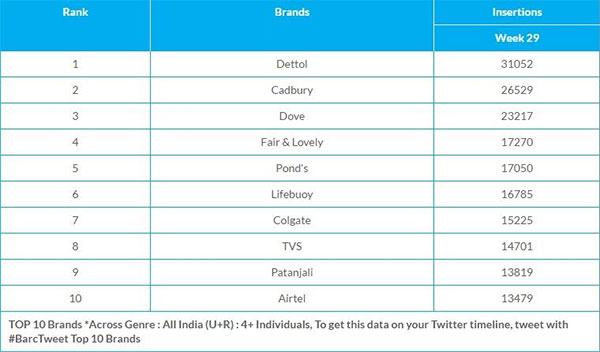 Rank Brands Insertions
Week 29
1 Dettol 31052
2 Cadbury 26529
3 Dove 23217
4 Fair & Lovely 17270
5 Pond's 17050
6 Lifebuoy 16785
7 Colgate 15225
8 TVS 14701
9 Patanjali 13819
10 Airtel 13479
TOP 10 Brands *Across Genre : All India (U+R) : 4+ Individuals, To get this data on your Twitter timeline, tweet with
#BarcTweet Top 10 Brands